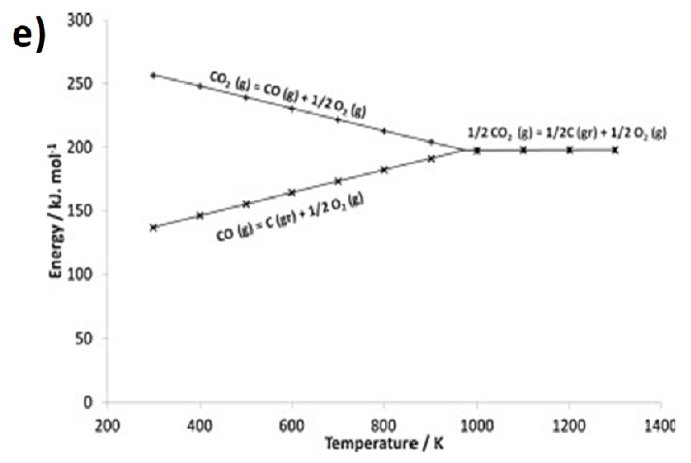 e)
300
250
200
150
100
50
0
Energy / kJ. mol-1
CO2 (g) = CO (g) + 1/2 O2 (g)
1/2 CO2 (g) = 1/2C (gr) + 1/2 O2 (g)
CO (g) = C (gr) + 1/2 O2 (g)
200 400 600 800 1000 1200 1400
Temperature / K